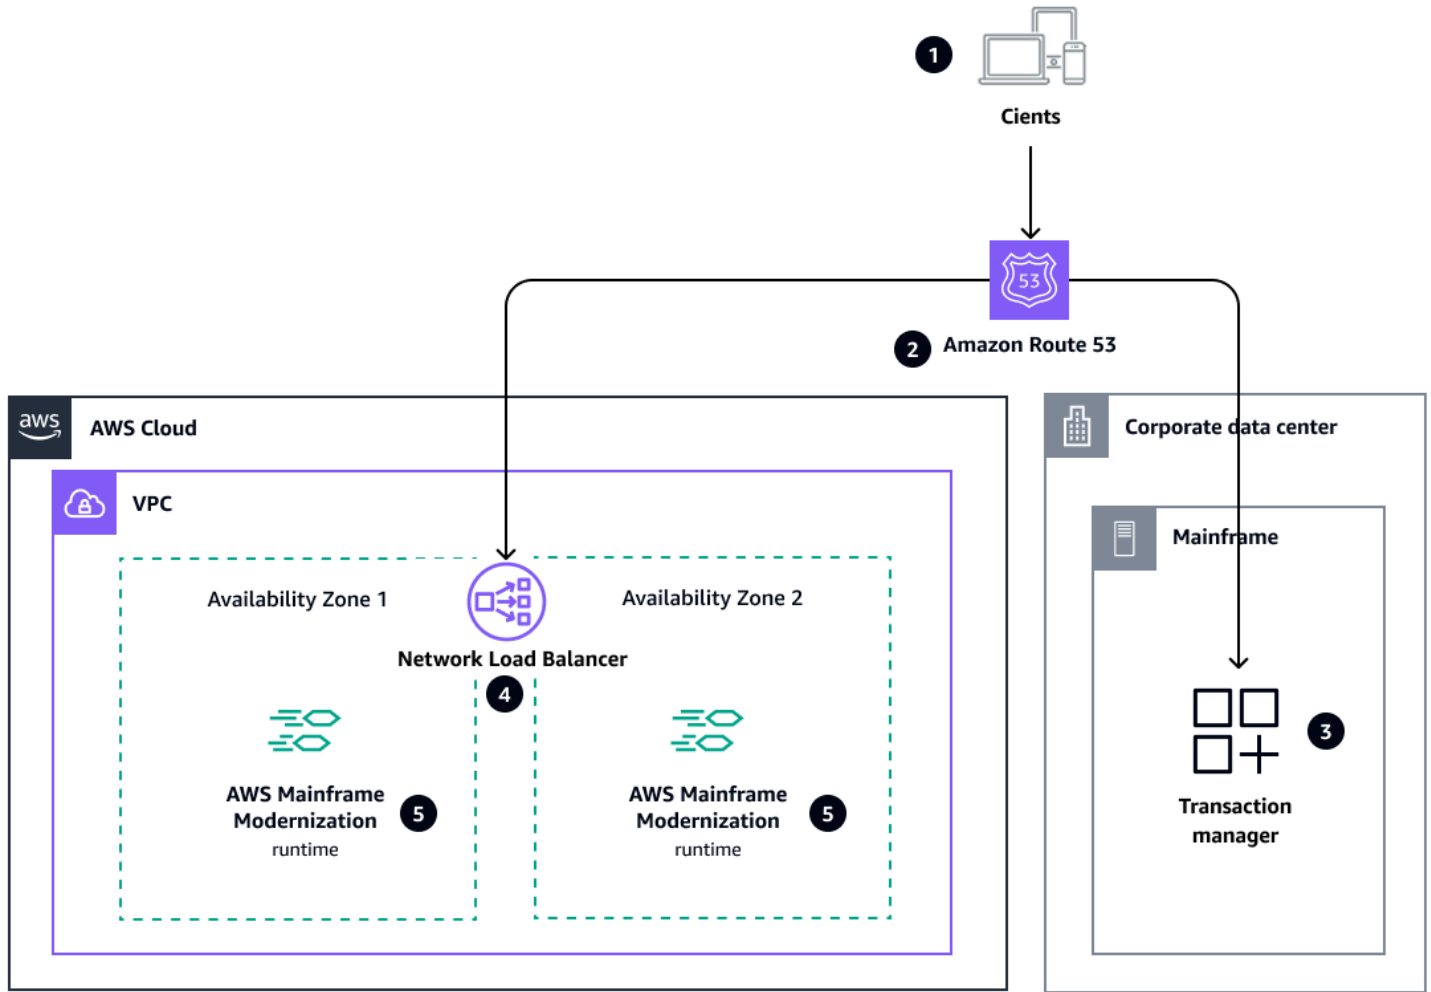 1
Cients
53
2 Amazon Route 53
aws
AWS Cloud
Corporate data center
VPC
Mainframe
Availability Zone 1
Availability Zone 2
Network Load Balancer
4
AWS Mainframe
Modernization
runtime
5
AWS Mainframe
Modernization
runtime
5
3
Transaction
manager